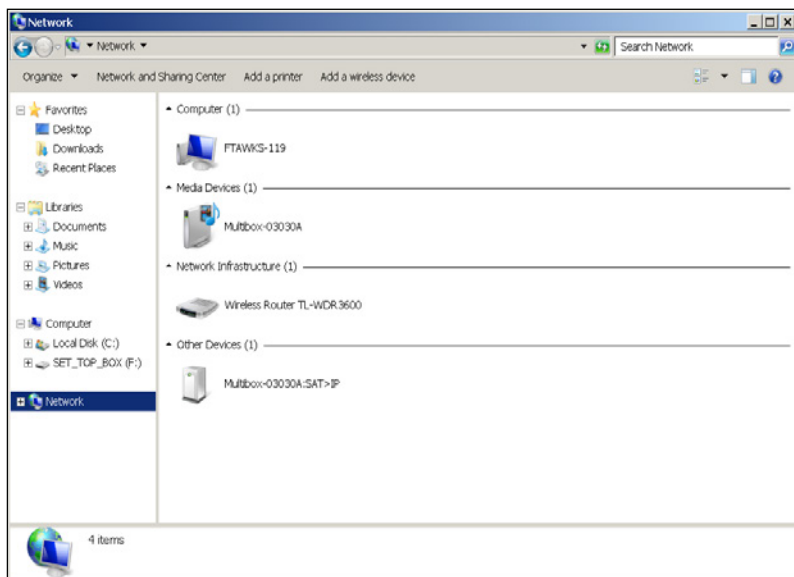 Network
Network
Search Network
Organize
Network and Sharing Center
Add a printer
Add a wireless device
Favorites
Desktop
Downloads
Recent Places
Libraries
Documents
Music
Pictures
Videos
Computer
Local Disk (C:)
SET_TOP_BOX (F:)
Network
Computer (1)
FTAWKS-119
Media Devices (1)
Multibox-03030A
Network Infrastructure (1)
Wireless Router TL-WDR3600
Other Devices (1)
Multibox-03030A:SAT>IP
4 items